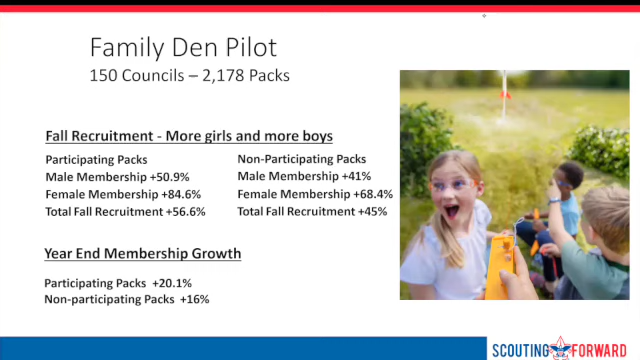 Family Den Pilot
150 Councils – 2,178 Packs
Fall Recruitment - More girls and more boys
Participating Packs
Male Membership +50.9%
Female Membership +84.6%
Total Fall Recruitment +56.6%
Non-Participating Packs
Male Membership +41%
Female Membership +68.4%
Total Fall Recruitment +45%
Year End Membership Growth
Participating Packs +20.1%
Non-participating Packs +16%
SCOUTING FORWARD